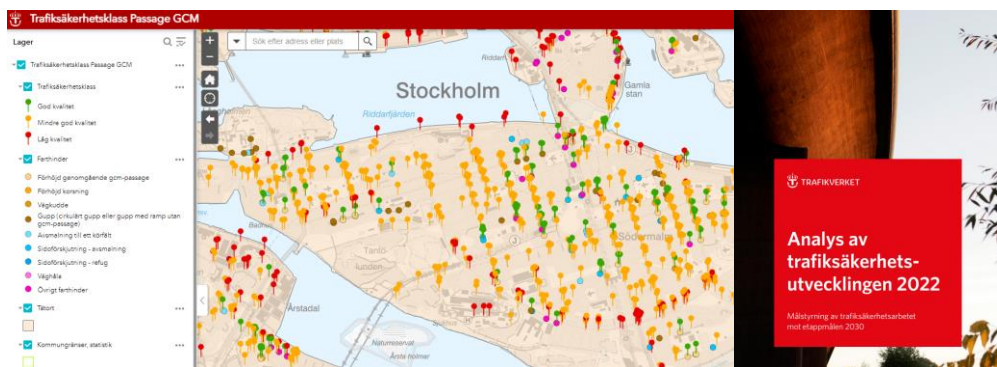 Trafiksäkerhetsklass Passage GCM
Lager
Trafiksäkerhetsklass Passage GCM
Trafiksäkerhetsklass
God kvalitet
Mindre god kvalitet
Låg kvalitet
Farthinder
Förhöjd genomgående gcm-passage
Förhöjd korsning
Vägkudde
Gupp (cirkulärt gupp eller gupp med ramp utan
gcm-passage)
Avsmalning till ett körfält
Sidoförskjutning - avsmalning
Sidoförskjutning - refug
Väghåla
Övrigt farthinder
Tätort
Kommungränser, statistik
Sök efter adress eller plats
Stockholm
Riddarfjärden
Gamla
stan
Södermalm
Årstadal
Naturreservat
Årsta holmar
TRAFIKVERKET
Analys av
trafiksäkerhets-
utvecklingen 2022
Målstyrning av trafiksäkerhetsarbetet
mot etappmålen 2030